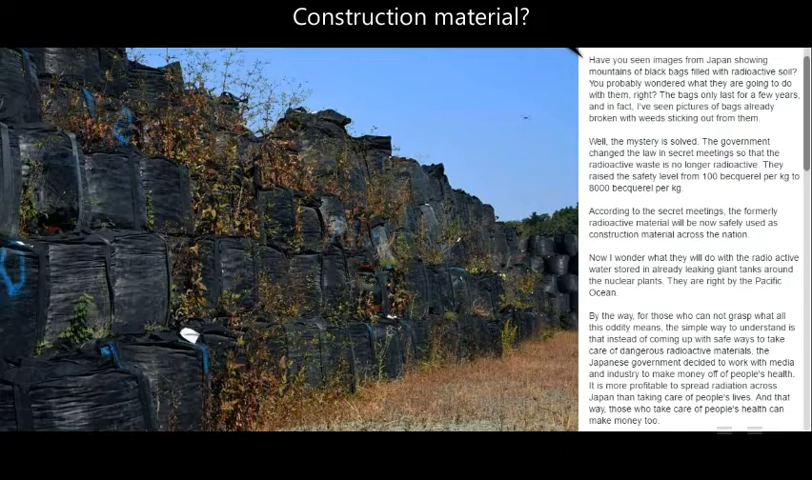 Construction material?
Have you seen images from Japan showing
mountains of black bags filled with radioactive soil?
You probably wondered what they are going to do
with them, right? The bags only last for a few years,
and in fact, I've seen pictures of bags already
broken with weeds sticking out from them.
Well, the mystery is solved. The government
changed the law in secret meetings so that the
radioactive waste is no longer radioactive. They
raised the safety level from 100 becquerel per kg to
8000 becquerel per kg.
According to the secret meetings, the formerly
radioactive material will be now safely used as
construction material across the nation.
Now I wonder what they will do with the radio active
water stored in already leaking giant tanks around
the nuclear plants. They are right by the Pacific
Ocean.
By the way, for those who can not grasp what all
this oddity means, the simple way to understand is
that instead of coming up with safe ways to take
care of dangerous radioactive materials, the
Japanese government decided to work with media
and industry to make money off of people's health.
It is more profitable to spread radiation across
Japan than taking care of people's lives. And that
way, those who take care of people's health can
make money too.